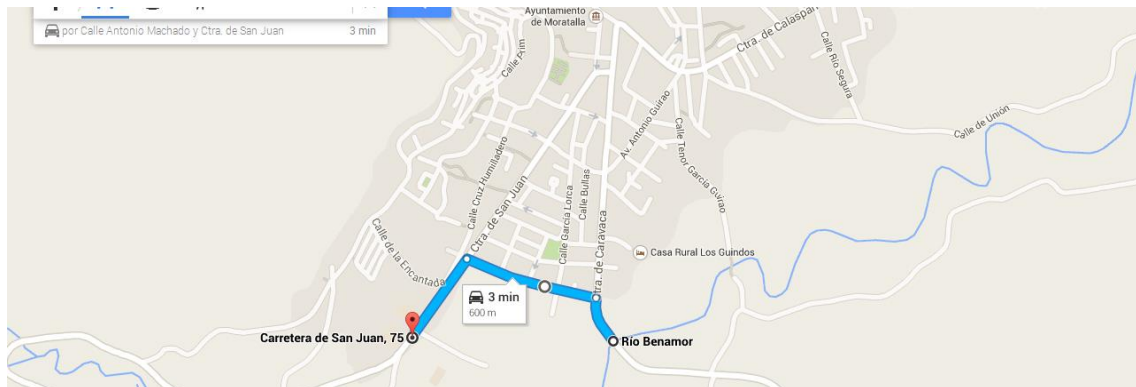 por Calle Antonio Machado y Ctra. de San Juan
3 min
Ayuntamiento
de Moratalla
Ctra. de Calaspar
Calle Río Segura
Calle de Unión
Calle Prim
Av. Antonio Guirao
Calle Tenor García Guirao
Calle Cruz Humilladero
Ctra. de San Juan
Calle García Lorca
Calle Bullas
Ctra. de Caravaca
Calle de la Encantada
Casa Rural Los Guindos
3 min
600 m
Carretera de San Juan, 75
Río Benamor